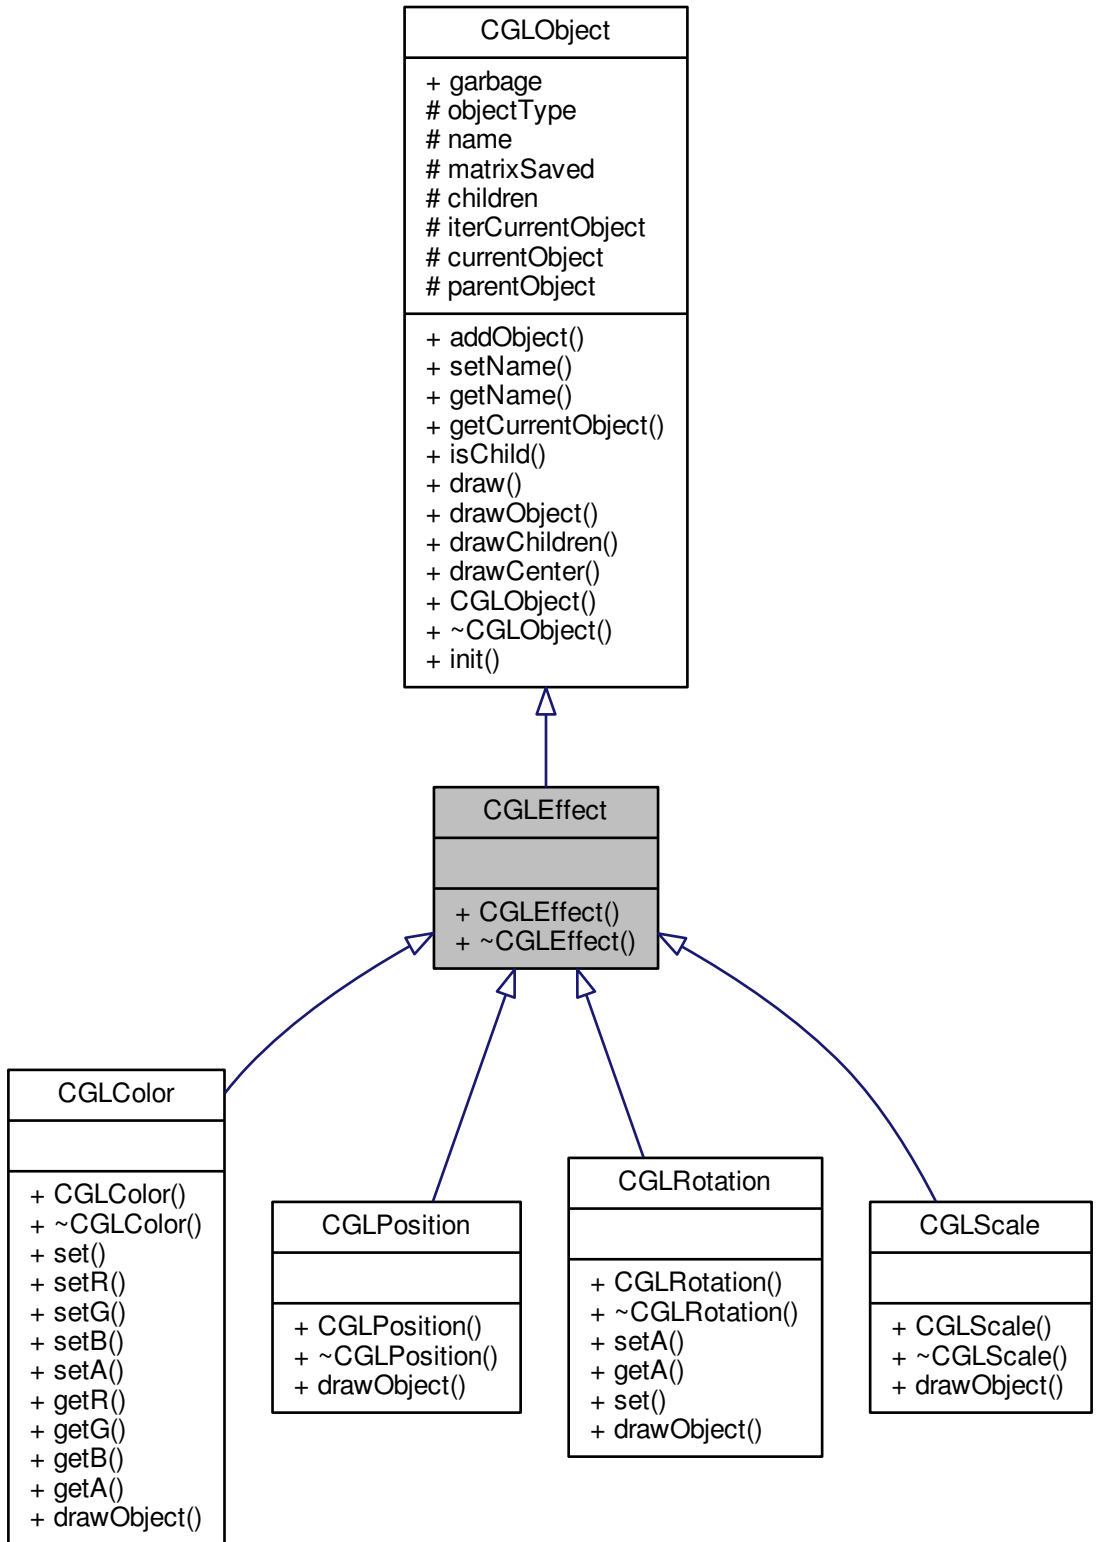 CGLObject
+ garbage
# objectType
# name
# matrixSaved
# children
# iterCurrentObject
# currentObject
# parentObject
+ addObject()
+ setName()
+ getName()
+ getCurrentObject()
+ isChild()
+ draw()
+ drawObject()
+ drawChildren()
+ drawCenter()
+ CGLObject()
+ ~CGLObject()
+ init()
CGLEffect
+ CGLEffect()
+ ~CGLEffect()
CGLColor
+ CGLColor()
+ ~CGLColor()
+ set()
+ setR()
+ setG()
+ setB()
+ setA()
+ getR()
+ getG()
+ getB()
+ getA()
+ drawObject()
CGLPosition
+ CGLPosition()
+ ~CGLPosition()
+ drawObject()
CGLRotation
+ CGLRotation()
+ ~CGLRotation()
+ setA()
+ getA()
+ set()
+ drawObject()
CGLScale
+ CGLScale()
+ ~CGLScale()
+ drawObject()